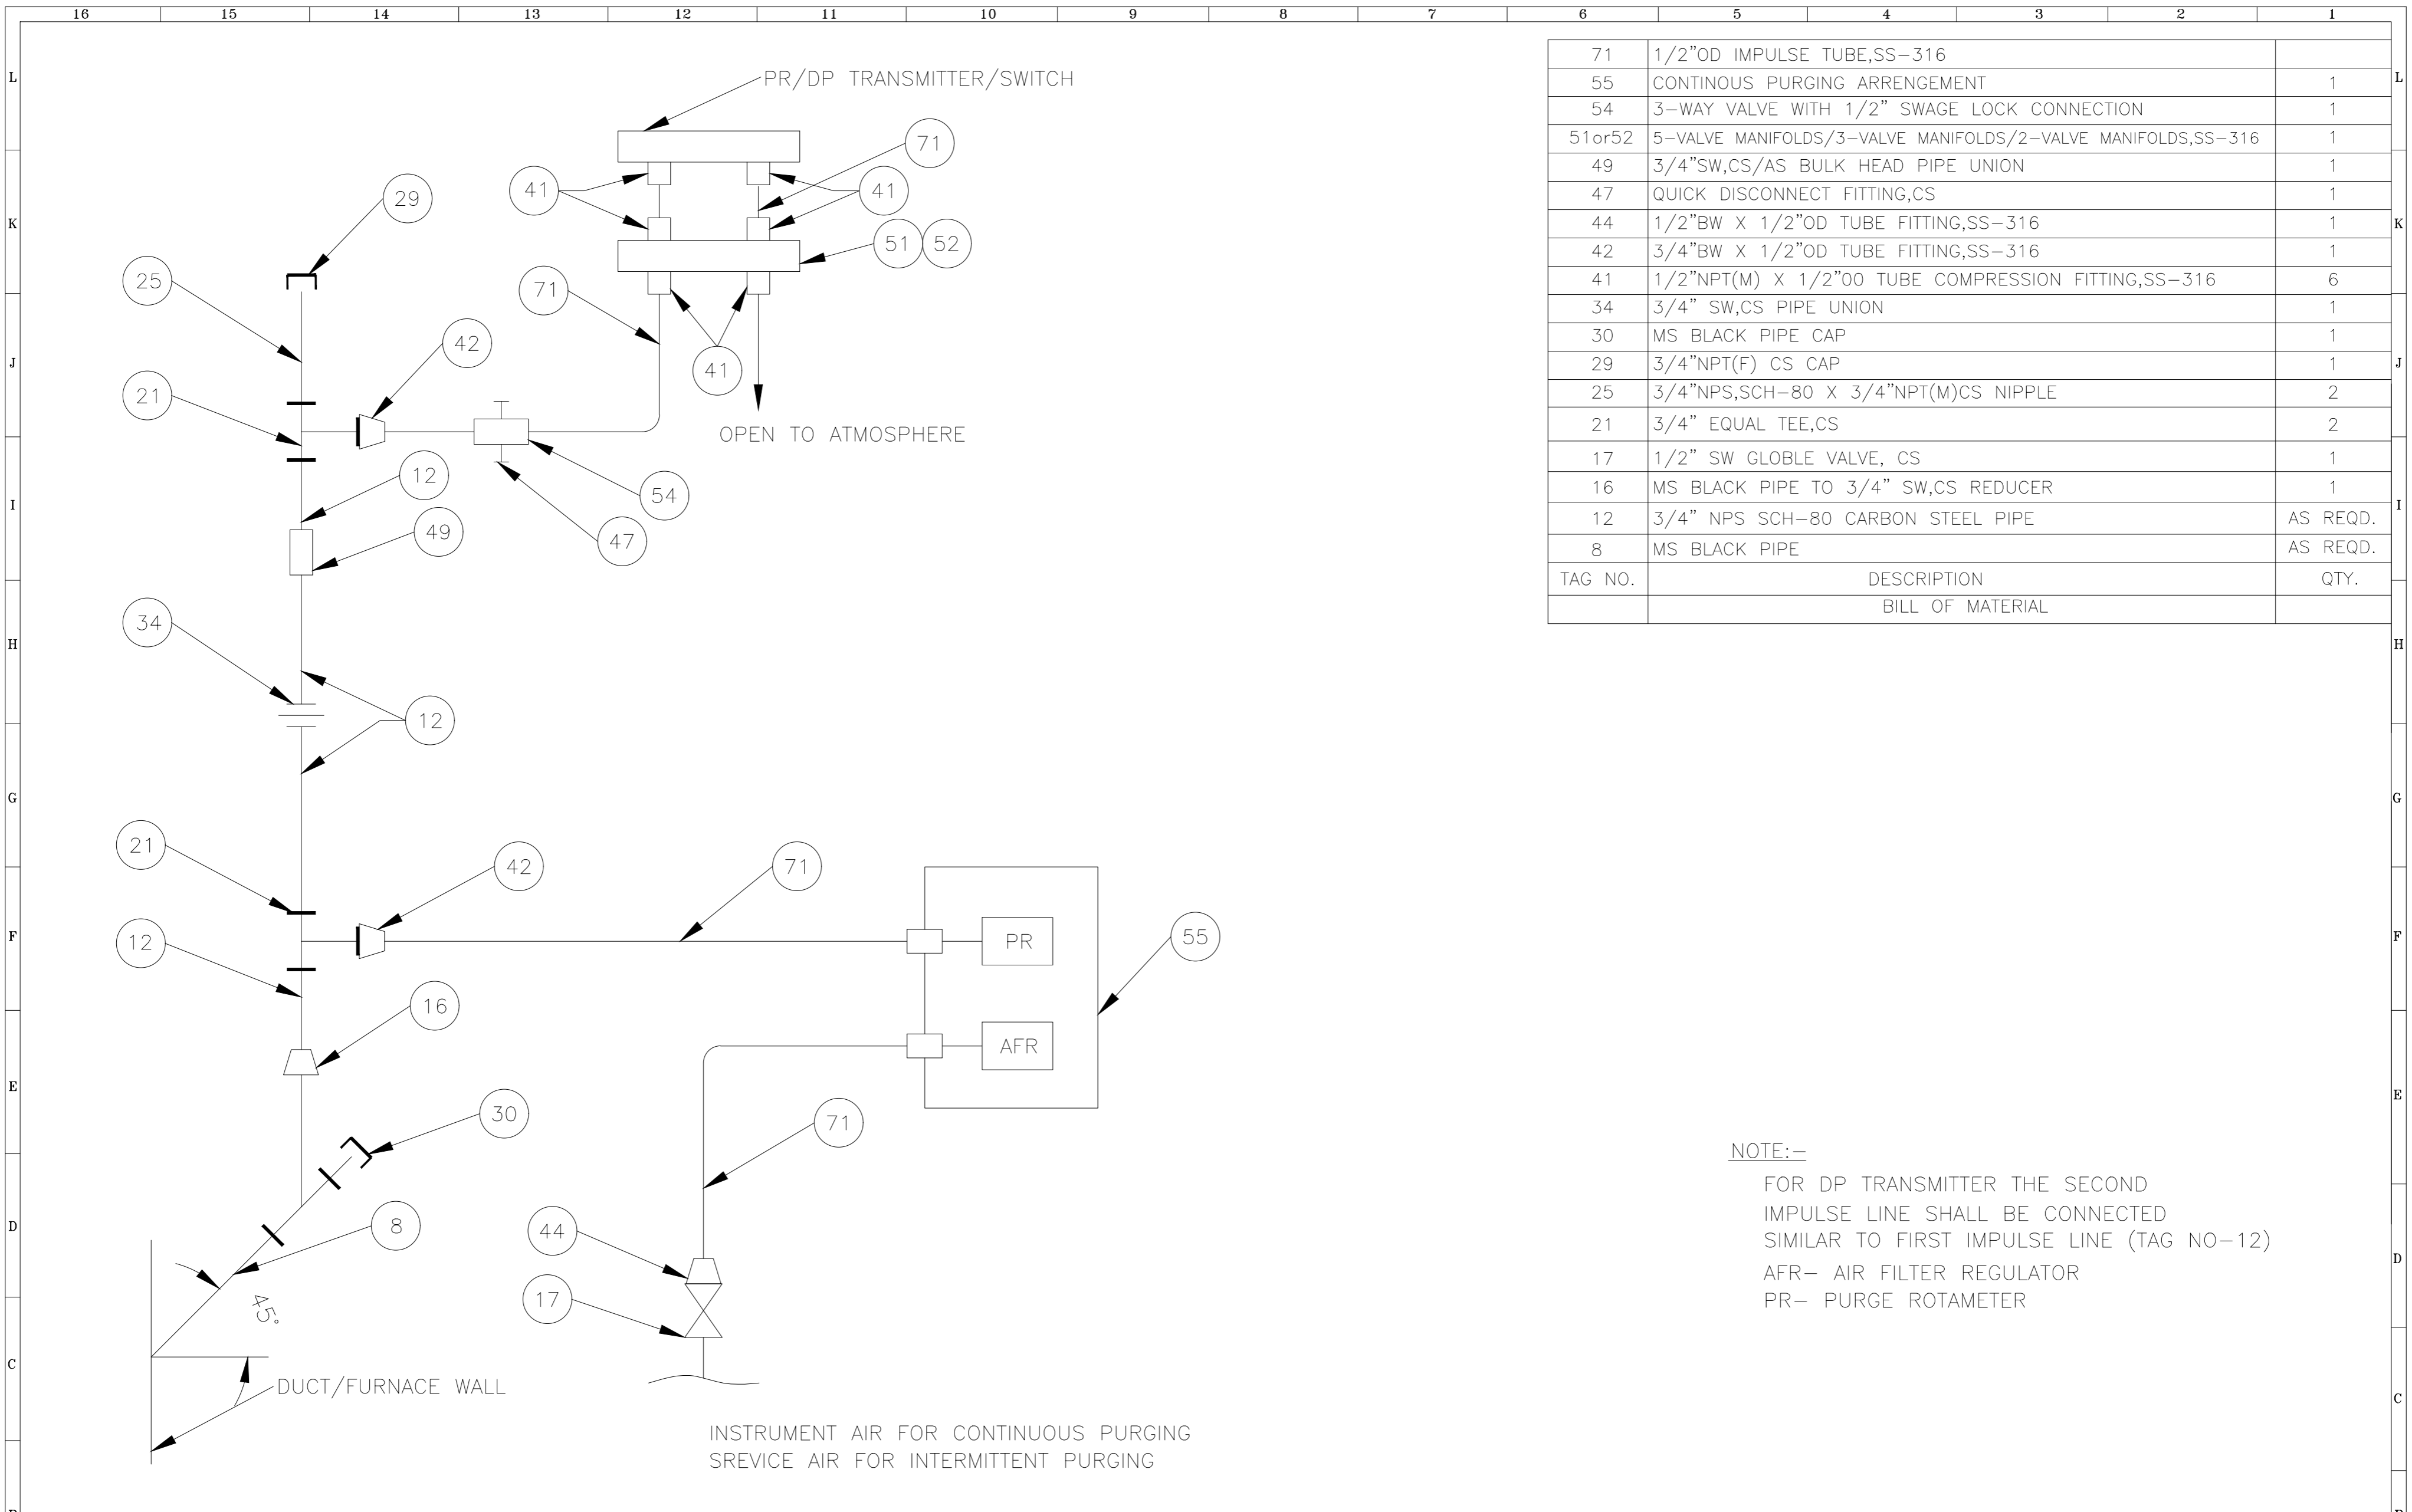 16 15 14 13 12 11 10 9 8 7 6 5 4 3 2 1
L
K
J
I
H
G
F
E
D
C
L
K
J
I
H
G
F
E
D
C
PR/DP TRANSMITTER/SWITCH
71
41
41
29
51 52
25
71
42
41
21
OPEN TO ATMOSPHERE
12
54
49
47
34
12
21
42
71
PR
55
12
16
AFR
30
71
8
44
17
45°
DUCT/FURNACE WALL
INSTRUMENT AIR FOR CONTINUOUS PURGING
SREVICE AIR FOR INTERMITTENT PURGING
71 1/2"OD IMPULSE TUBE,SS-316
55 CONTINOUS PURGING ARRENGEMENT 1
54 3-WAY VALVE WITH 1/2" SWAGE LOCK CONNECTION 1
51or52 5-VALVE MANIFOLDS/3-VALVE MANIFOLDS/2-VALVE MANIFOLDS,SS-316 1
49 3/4"SW,CS/AS BULK HEAD PIPE UNION 1
47 QUICK DISCONNECT FITTING,CS 1
44 1/2"BW X 1/2"OD TUBE FITTING,SS-316 1
42 3/4"BW X 1/2"OD TUBE FITTING,SS-316 1
41 1/2"NPT(M) X 1/2"00 TUBE COMPRESSION FITTING,SS-316 6
34 3/4" SW,CS PIPE UNION 1
30 MS BLACK PIPE CAP 1
29 3/4"NPT(F) CS CAP 1
25 3/4"NPS,SCH-80 X 3/4"NPT(M)CS NIPPLE 2
21 3/4" EQUAL TEE,CS 2
17 1/2" SW GLOBLE VALVE, CS 1
16 MS BLACK PIPE TO 3/4" SW,CS REDUCER 1
12 3/4" NPS SCH-80 CARBON STEEL PIPE AS REQD.
8 MS BLACK PIPE AS REQD.
TAG NO. DESCRIPTION QTY.
BILL OF MATERIAL
NOTE:-
FOR DP TRANSMITTER THE SECOND
IMPULSE LINE SHALL BE CONNECTED
SIMILAR TO FIRST IMPULSE LINE (TAG NO-12)
AFR- AIR FILTER REGULATOR
PR- PURGE ROTAMETER